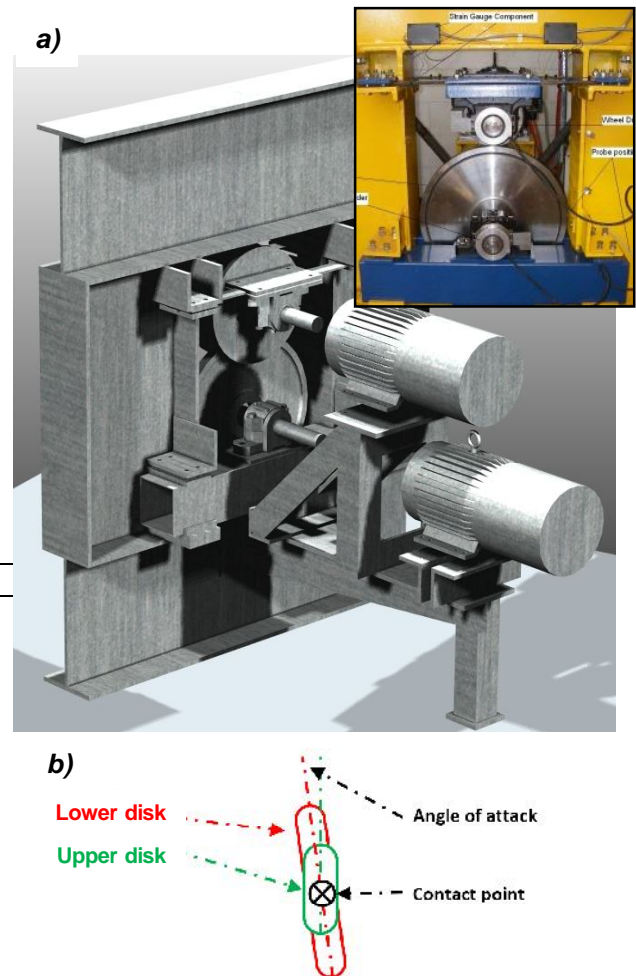 a)
Strain Gauge Component
Wheel Di
Probe positi
der
b)
Lower disk
Angle of attack
Upper disk
Contact point